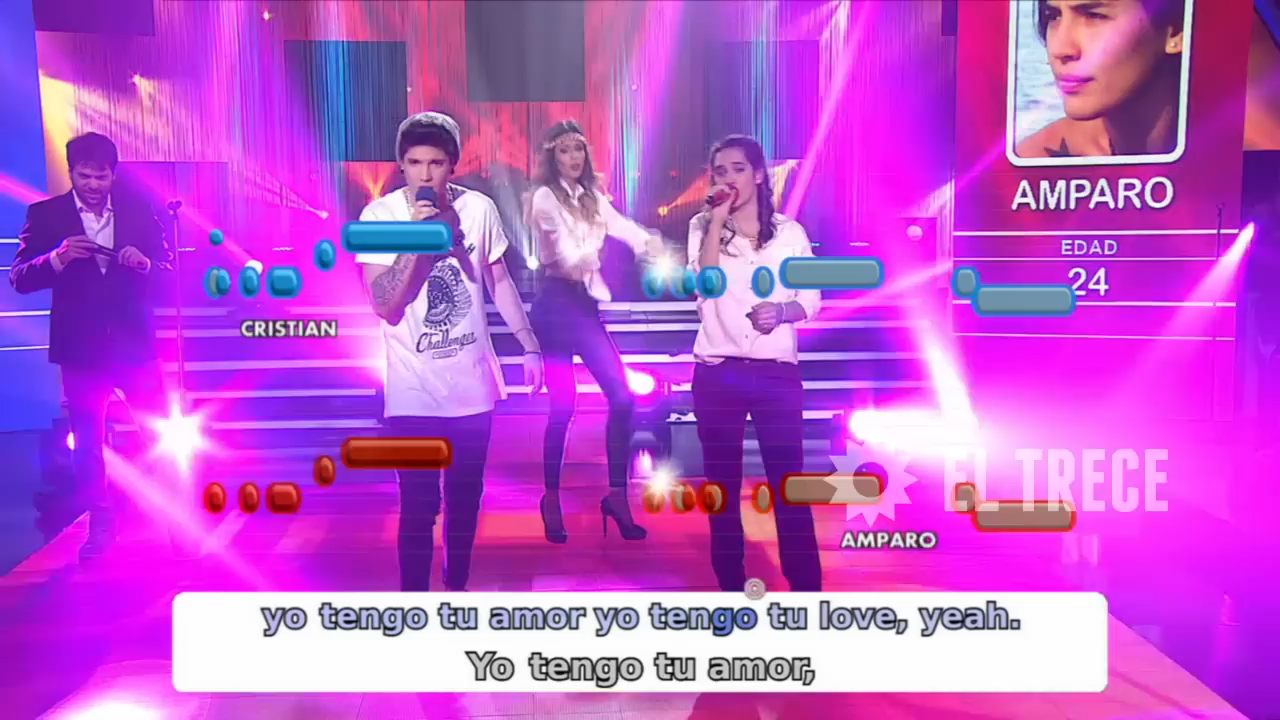 AMPARO
EDAD
24
CRISTIAN
Challenger
EL TRECE
AMPARO
yo tengo tu amor yo tengo tu love, yeah.
Yo tengo tu amor,